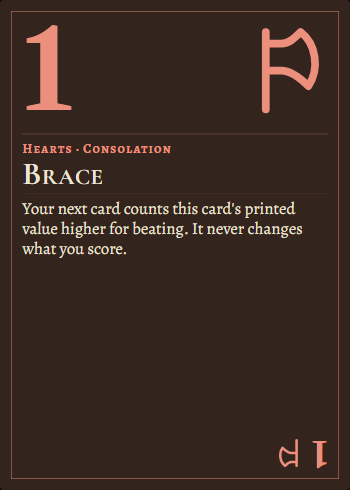 1
Hearts · Consolation
Brace
Your next card counts this card's printed
value higher for beating. It never changes
what you score.
1